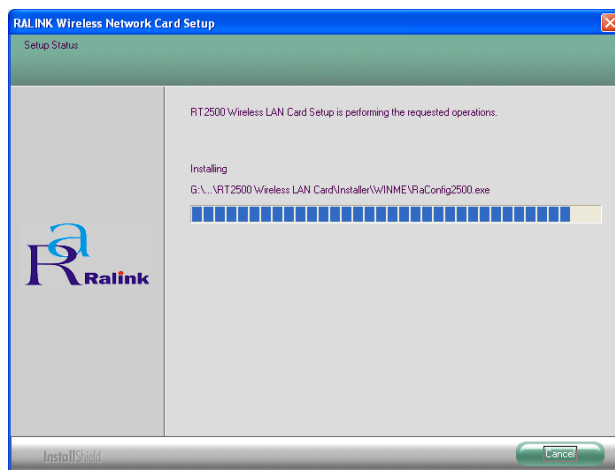 RALINK Wireless Network Card Setup
Setup Status
RT2500 Wireless LAN Card Setup is performing the requested operations.
Installing
G:\...\RT2500 Wireless LAN Card\Installer\WINME\RaConfig2500.exe
Ra
Ralink
InstallShield
Cancel